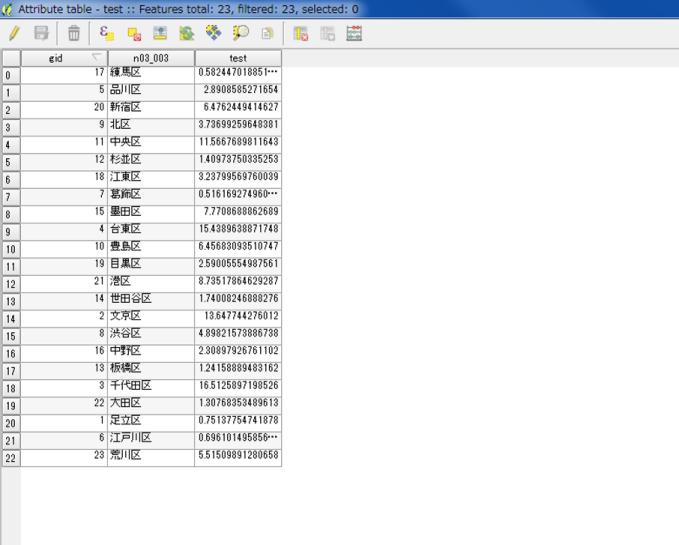 Attribute table - test :: Features total: 23, filtered: 23, selected: 0
gid n03_003 test
0 17 練馬区 0.582447018851…
1 5 品川区 2.8908585271654
2 20 新宿区 6.4762449414627
3 9 北区 3.73699259648381
4 11 中央区 11.5667689811643
5 12 杉並区 1.40973750335253
6 18 江東区 3.23799569760039
7 7 葛飾区 0.516169274960…
8 15 墨田区 7.7708688862689
9 4 台東区 15.4389638871748
10 10 豊島区 6.45683093510747
11 19 目黒区 2.59005554987561
12 21 港区 8.73517864629287
13 14 世田谷区 1.74008246888276
14 2 文京区 13.647744276012
15 8 渋谷区 4.89821573886738
16 16 中野区 2.30897926761102
17 13 板橋区 1.24158889483162
18 3 千代田区 16.5125897198526
19 22 大田区 1.30768353489613
20 1 足立区 0.75137754741878
21 6 江戸川区 0.696101495856…
22 23 荒川区 5.51509891280658